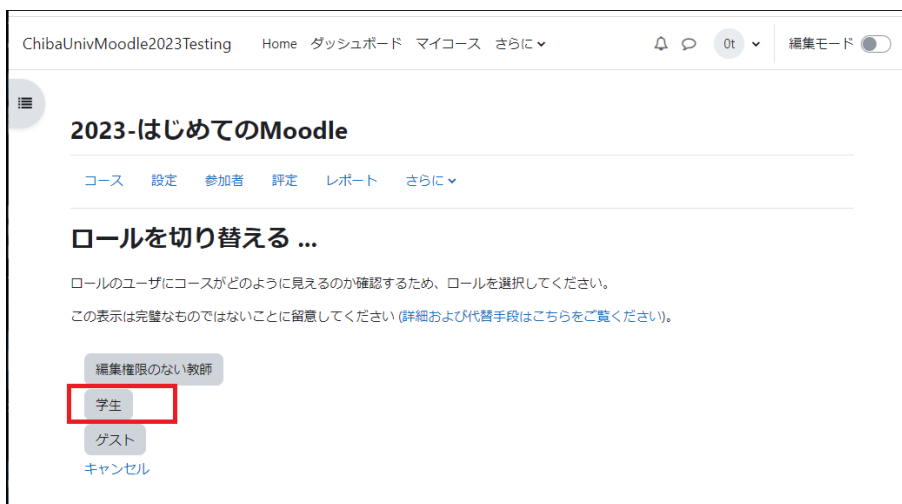 ChibaUnivMoodle2023Testing Home ダッシュボード マイコース さらに 0t 編集モード
2023-はじめてのMoodle
コース 設定 参加者 評定 レポート さらに
ロールを切り替える ...
ロールのユーザにコースがどのように見えるのか確認するため、ロールを選択してください。
この表示は完璧なものではないことに留意してください (詳細および代替手段はこちらをご覧ください)。
編集権限のない教師
学生
ゲスト
キャンセル